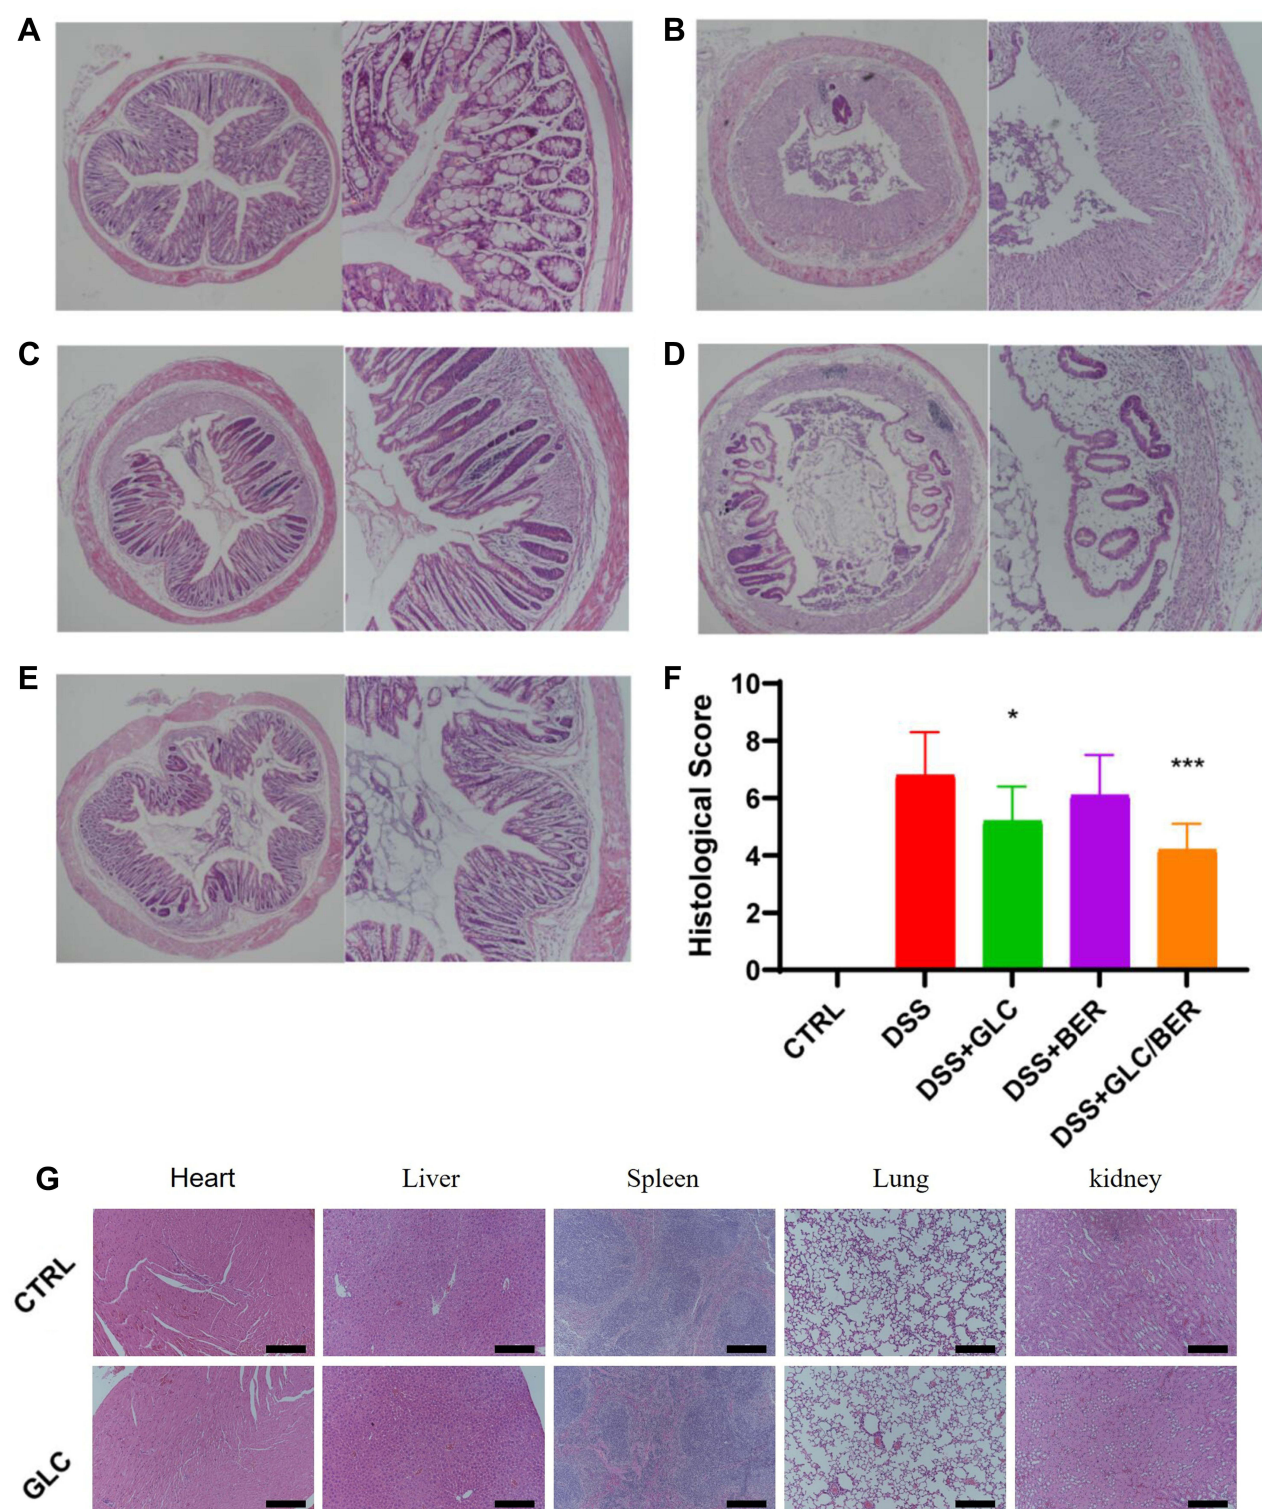 A
B
C
D
E
F
Histological Score
10
8
6
4
2
0
*
***
CTRL
DSS
DSS+GLC
DSS+BER
DSS+GLC/BER
G
Heart
Liver
Spleen
Lung
kidney
CTRL
GLC